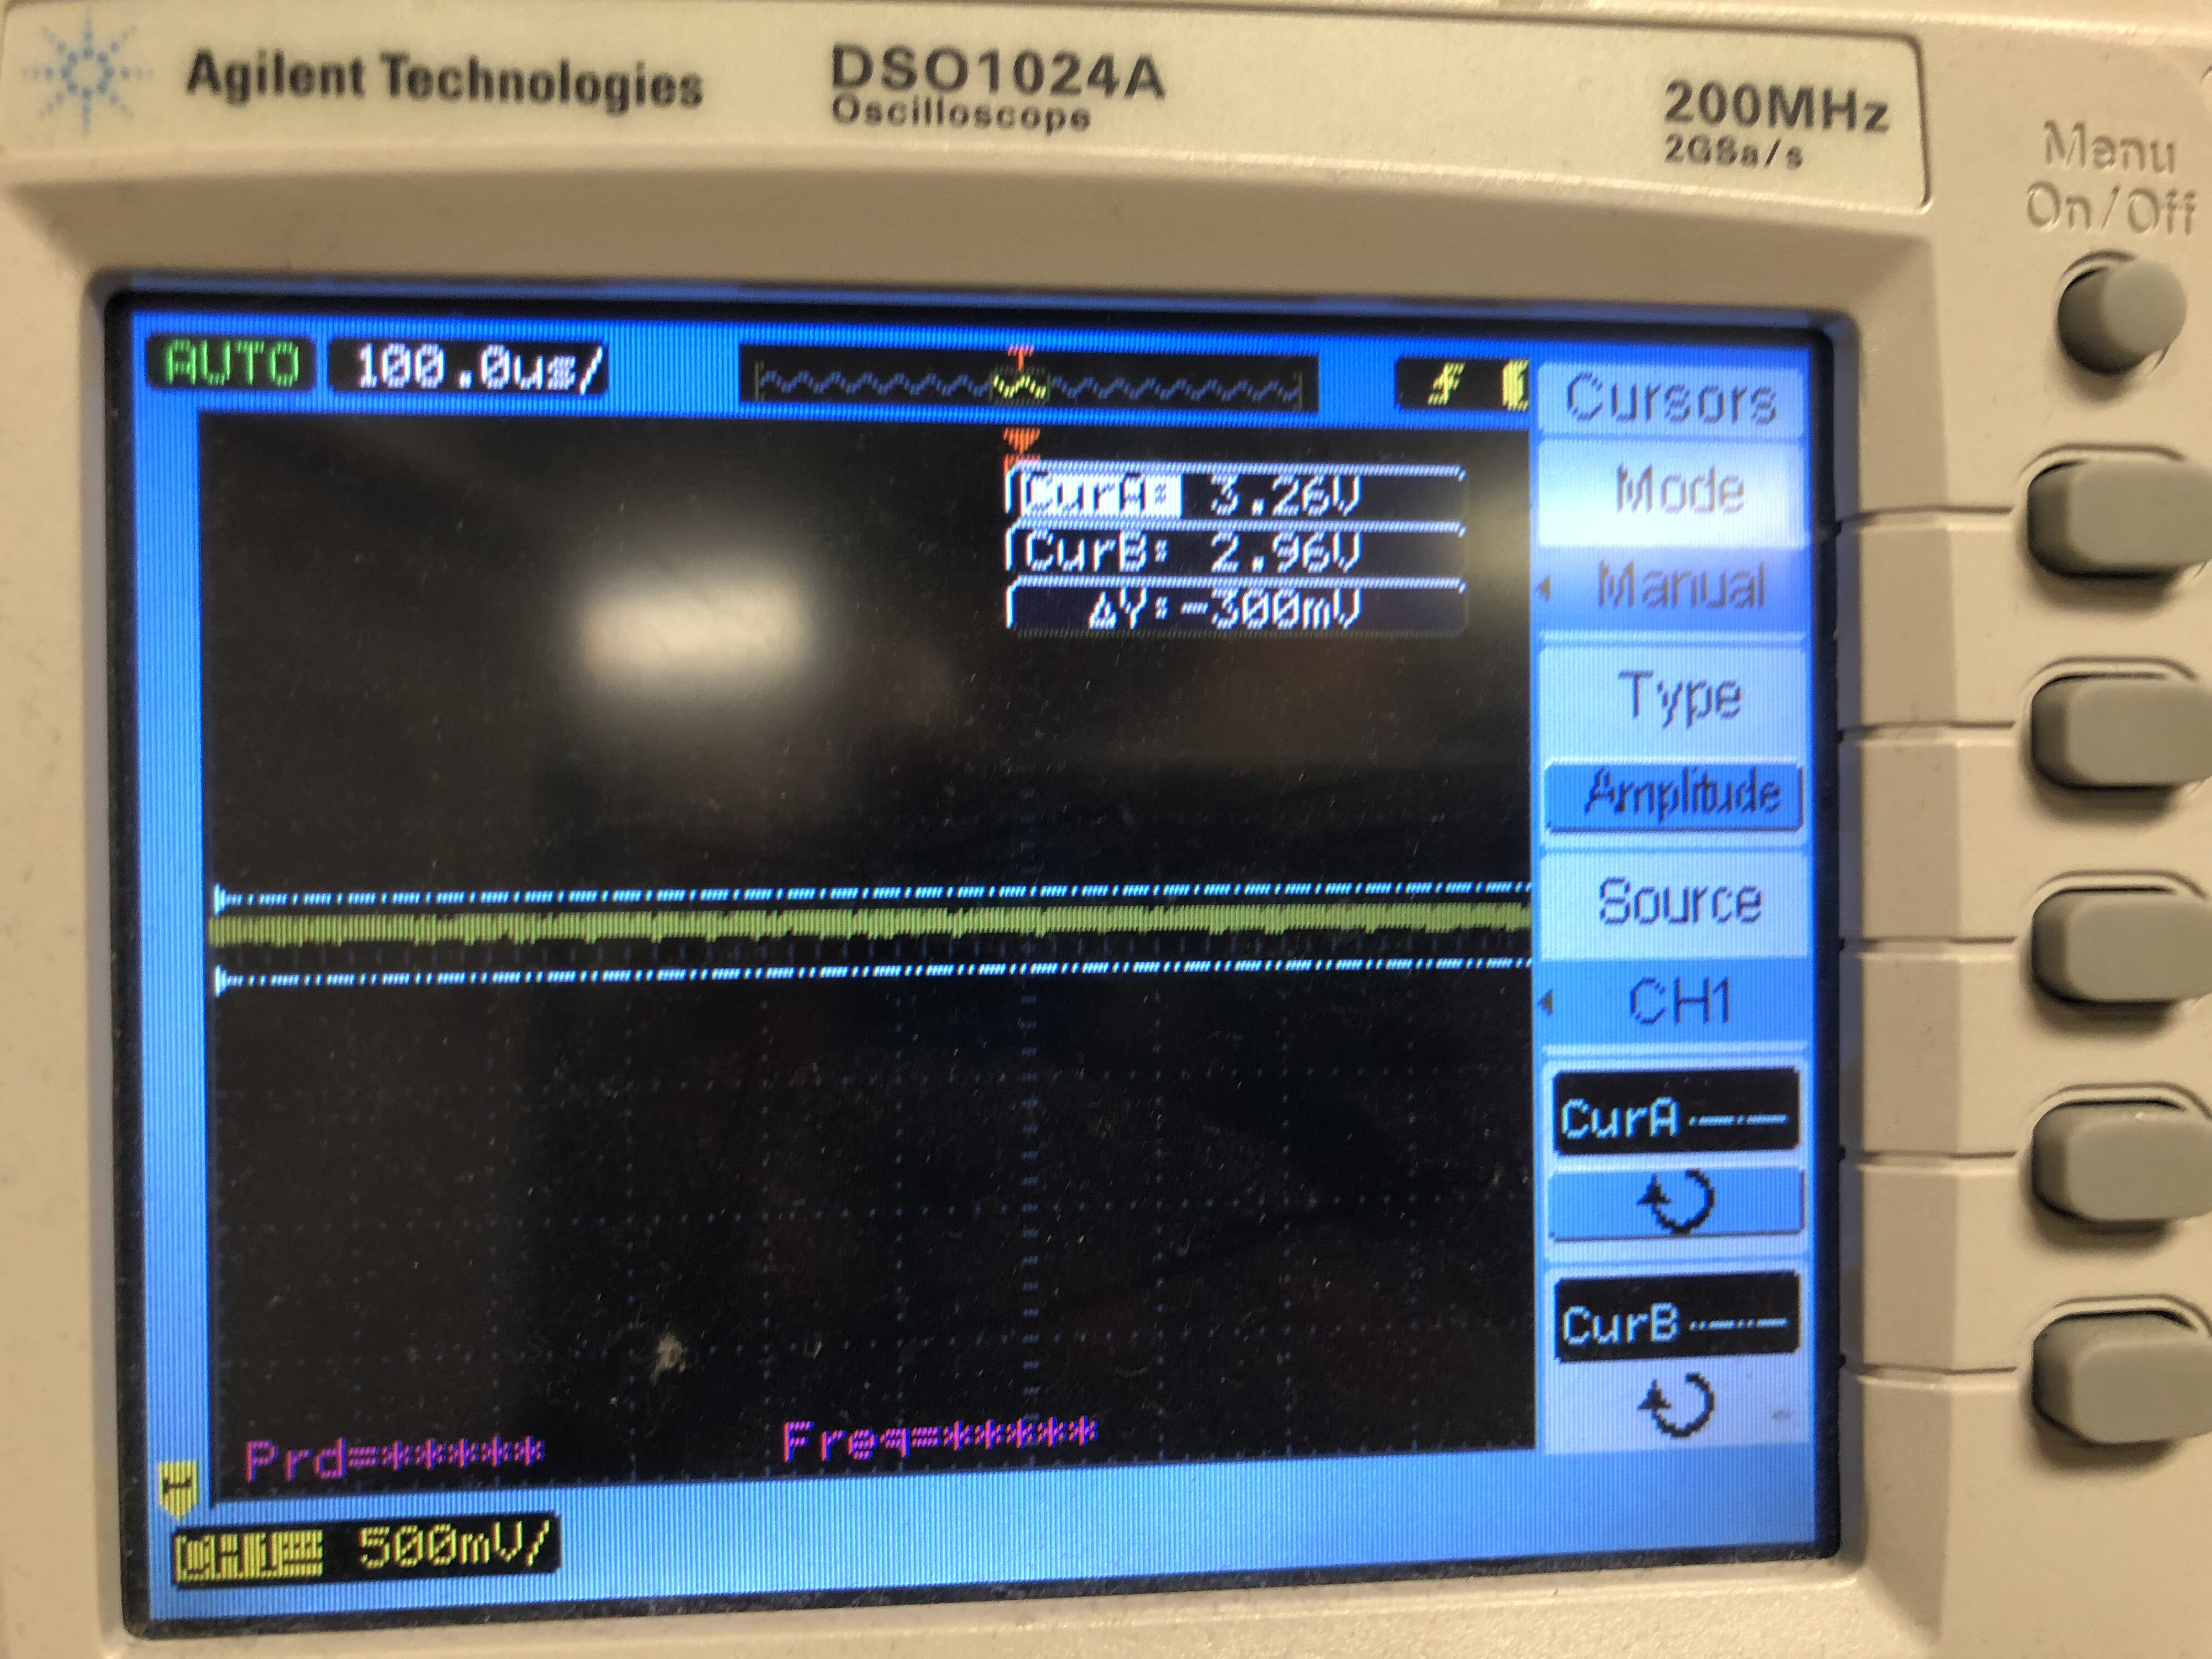 Agilent Technologies
DSO1024A
Oscilloscope
200MHz
2GSa/s
Menu
On/Off
AUTO
100.0us/
T
Cursors
CurA: 3.26V
CurB: 2.96V
ΔY:-300mV
Mode
Manual
Type
Amplitude
Source
CH1
CurA
CurB
Prd=*****
Freq=*****
CH1 500mV/